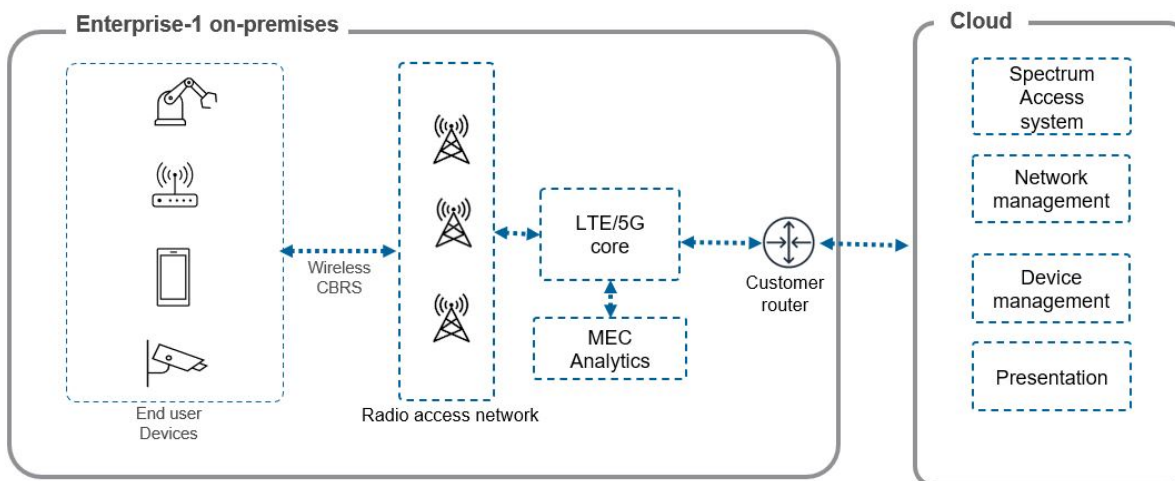 Enterprise-1 on-premises
Cloud
Spectrum
Access
system
Network
management
Device
management
Presentation
LTE/5G
core
MEC
Analytics
Customer
router
Wireless
CBRS
Radio access network
End user
Devices